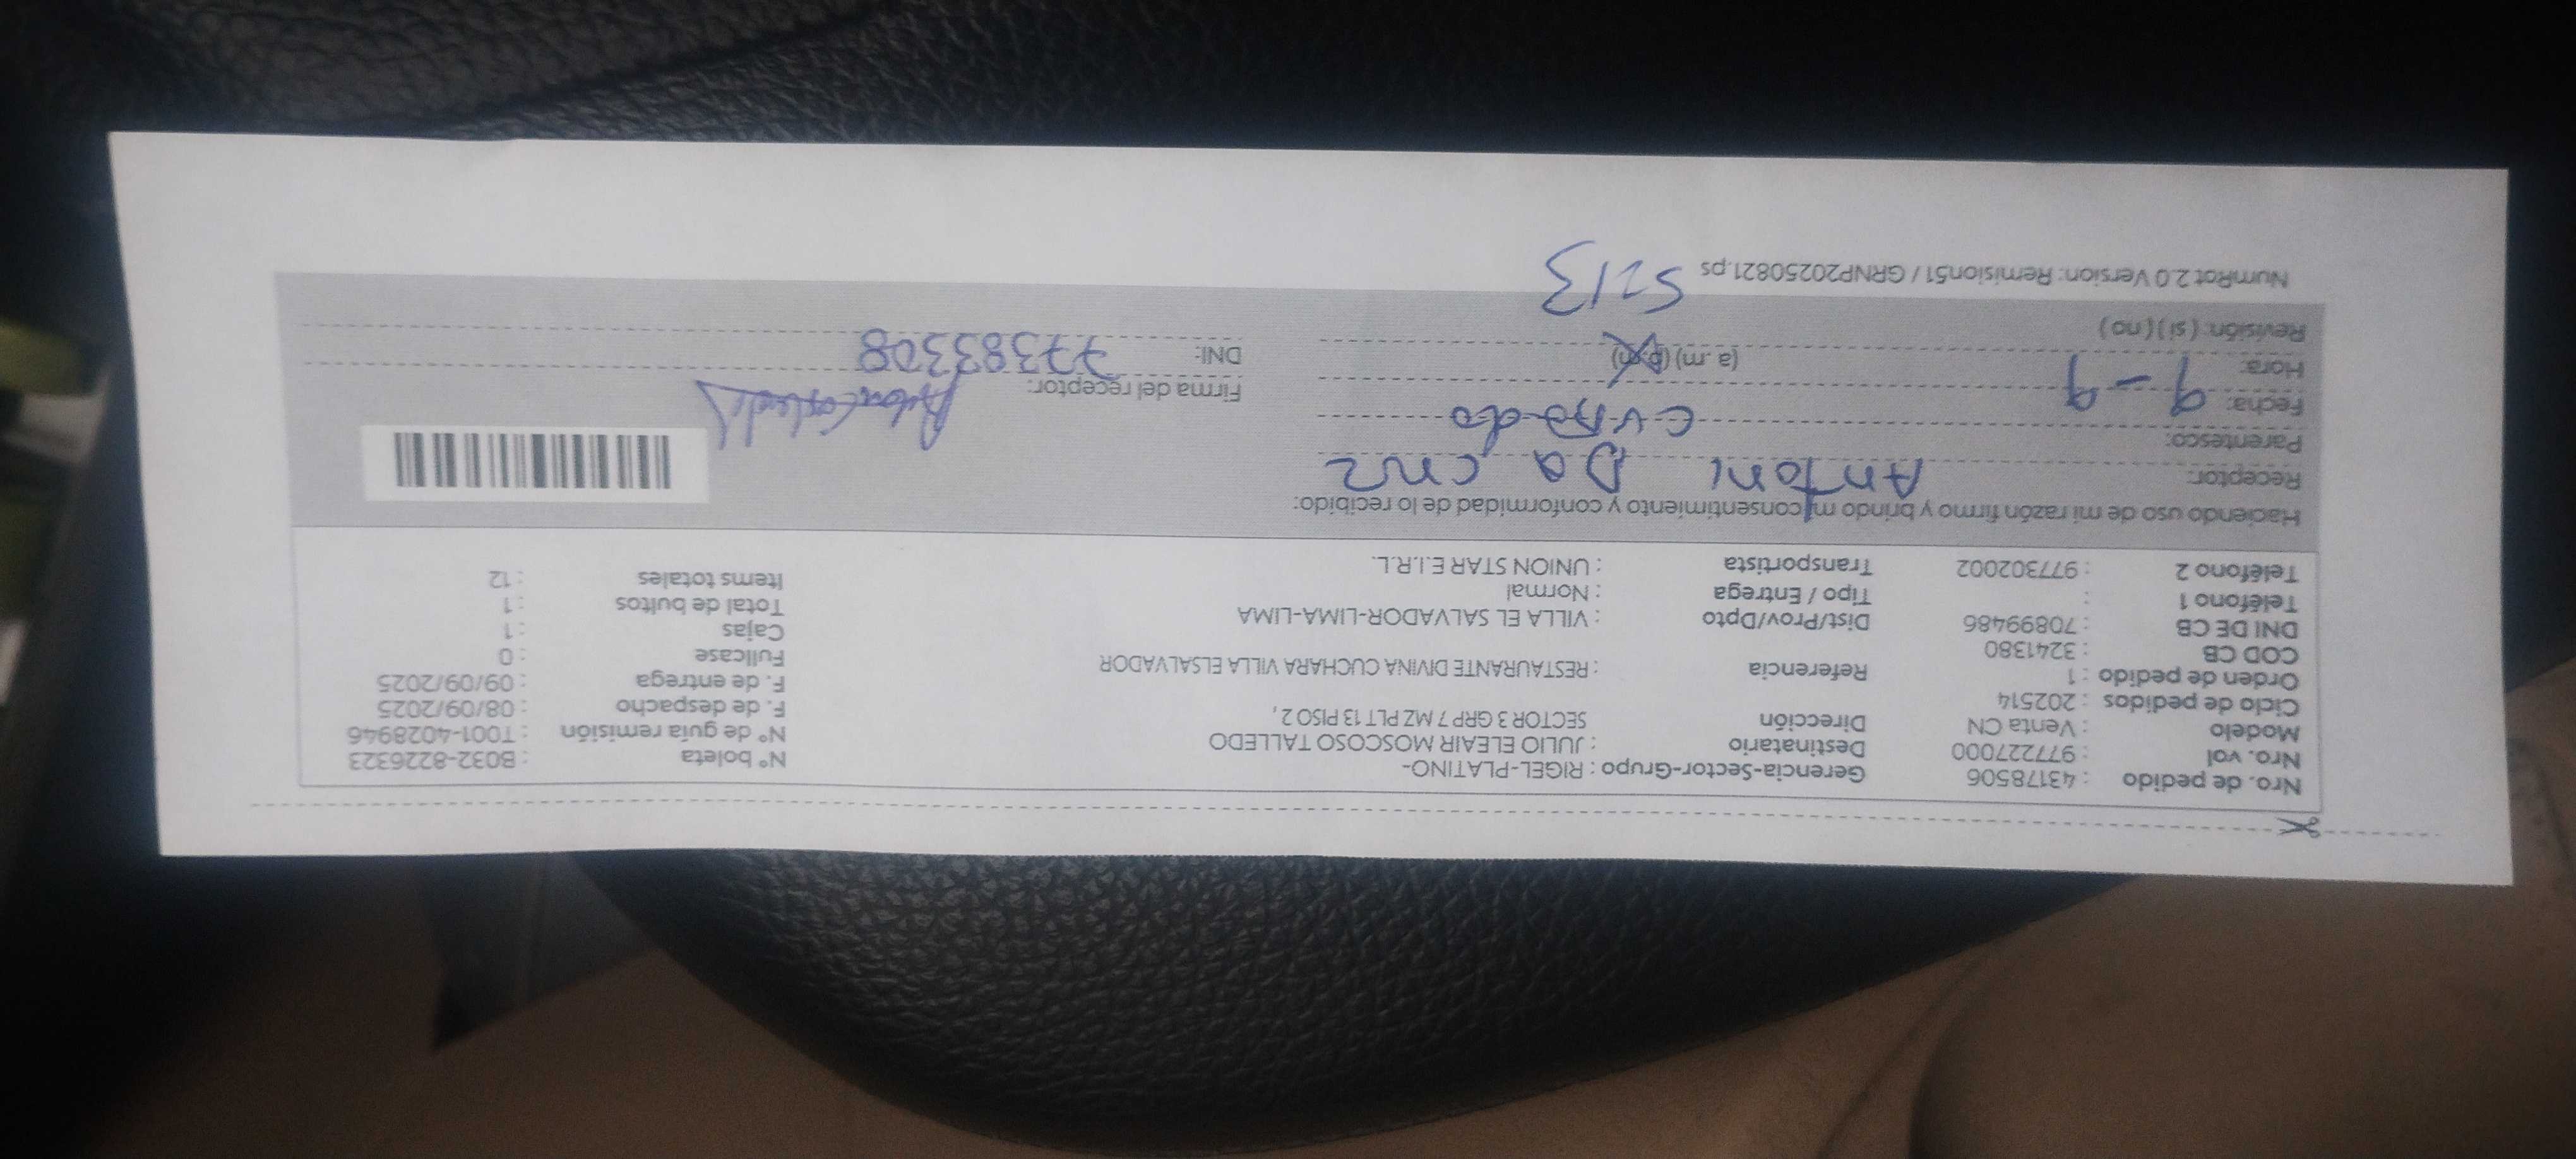 Nro. de pedido : 43178506 Gerencia-Sector-Grupo : RIGEL-PLATINO- N° boleta : B032-8226323
Nro. vol : 977227000 Destinatario : JULIO ELEAIR MOSCOSO TALLEDO N° de guía remisión : T001-4028946
Modelo : Venta CN Dirección SECTOR 3 GRP 7 MZ PLT 13 PISO 2, F. de despacho : 08/09/2025
Ciclo de pedidos : 202514 F. de entrega : 09/09/2025
Orden de pedido : 1 Referencia : RESTAURANTE DIVINA CUCHARA VILLA ELSALVADOR Fullcase : 0
COD CB : 3241380 Cajas : 1
DNI DE CB : 70899486 Dist/Prov/Dpto : VILLA EL SALVADOR-LIMA-LIMA Total de bultos : 1
Teléfono 1 : Tipo / Entrega : Normal Items totales : 12
Teléfono 2 : 977302002 Transportista : UNION STAR E.I.R.L.
Haciendo uso de mi razón firmo y brindo mi consentimiento y conformidad de lo recibido:
Receptor: Antoni Da cruz
Parentesco: cuñado
Fecha: 9-9 Firma del receptor:
Hora: (a .m) (p.m) DNI: 77383308
Revisión: ( si ) ( no )
5213
NumRot 2.0 Version: Remision51 / GRNP20250821.ps